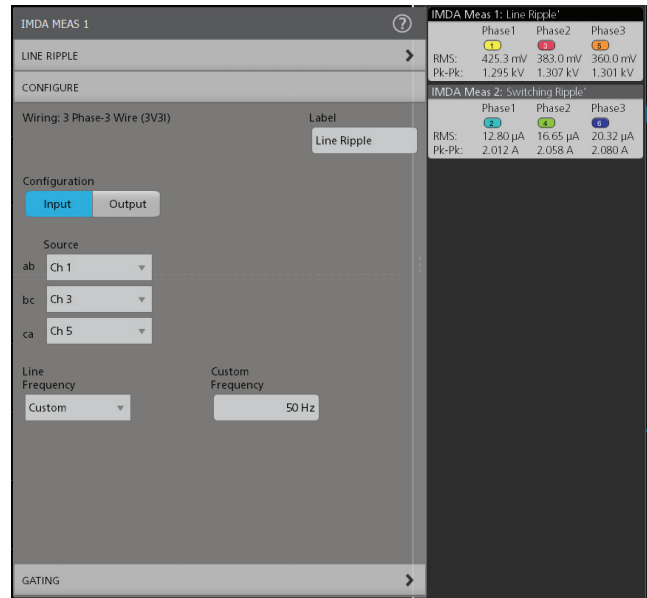 IMDA MEAS 1
?
LINE RIPPLE
CONFIGURE
Wiring: 3 Phase-3 Wire (3V3I)
Label
Line Ripple
Configuration
Input Output
Source
ab Ch 1
bc Ch 3
ca Ch 5
Line Frequency
Custom
Custom Frequency
50 Hz
GATING
IMDA Meas 1: Line Ripple'
Phase1 Phase2 Phase3
1 3 5
RMS: 425.3 mV 383.0 mV 360.0 mV
Pk-Pk: 1.295 kV 1.307 kV 1.301 kV
IMDA Meas 2: Switching Ripple'
Phase1 Phase2 Phase3
2 4 6
RMS: 12.80 µA 16.65 µA 20.32 µA
Pk-Pk: 2.012 A 2.058 A 2.080 A